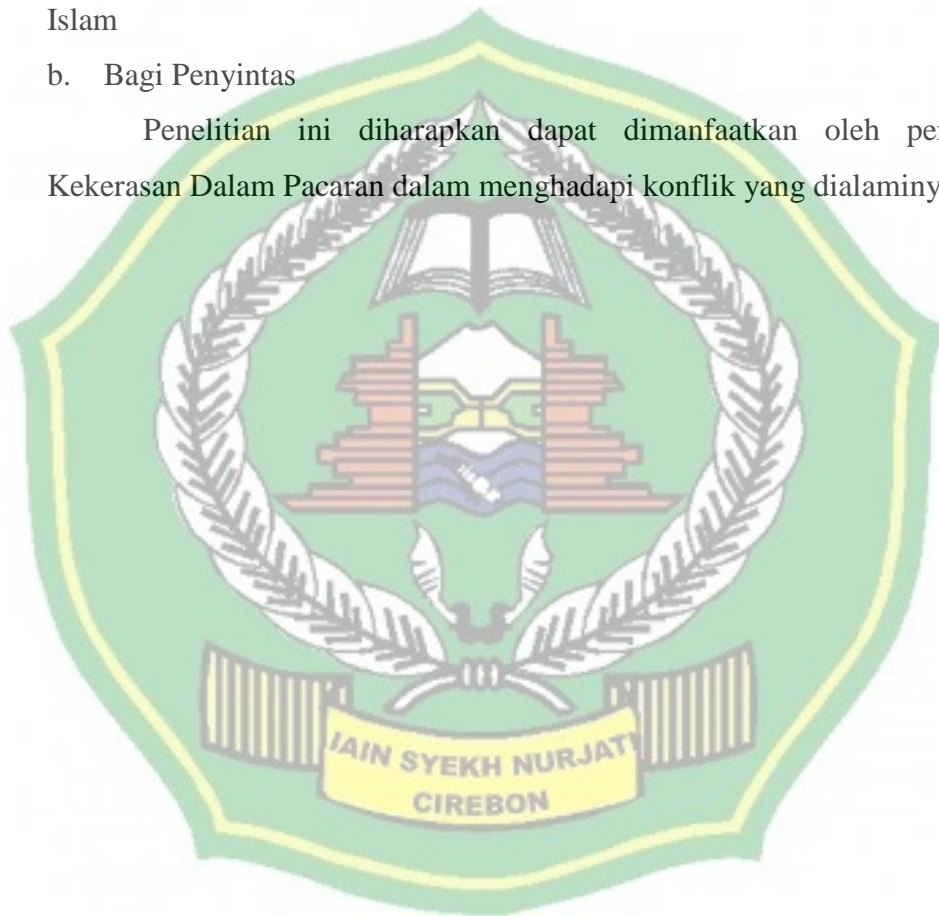 Islam
b. Bagi Penyintas
Penelitian ini diharapkan dapat dimanfaatkan oleh
Kekerasan Dalam Pacaran dalam menghadapi konflik yang
IAIN SYEKH NURJATI
CIREBON